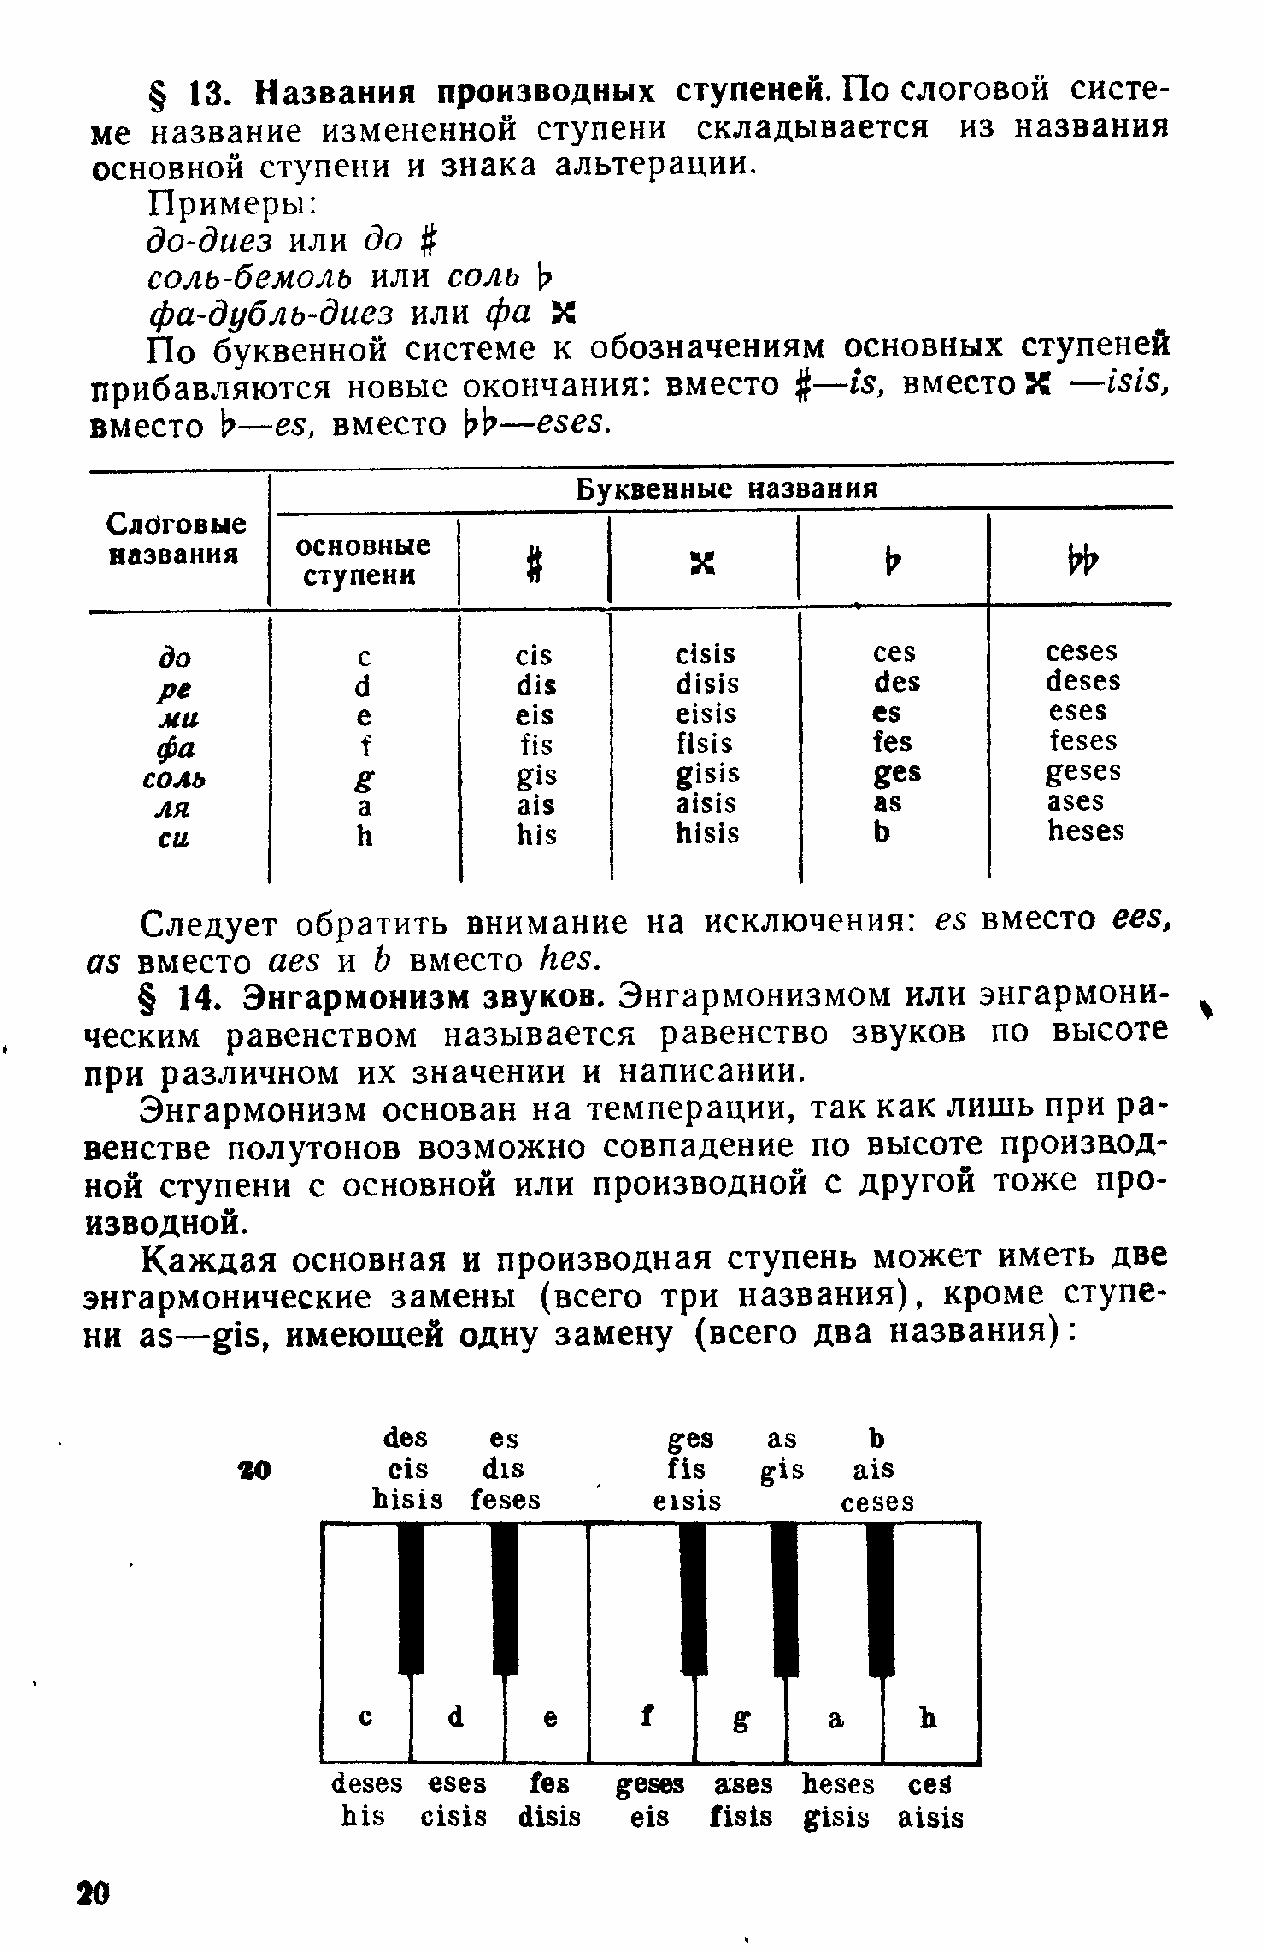 § 13. Названия производных ступеней. По слоговой систе-
ме название измененной ступени складывается из названия
основной ступени и знака альтерации.
Примеры:
до-диез или до ♯
соль-бемоль или соль ♭
фа-дубль-диез или фа 𝄪
По буквенной системе к обозначениям основных ступеней
прибавляются новые окончания: вместо ♯—is, вместо 𝄪 —isis,
вместо ♭—es, вместо ♭♭—eses.
Буквенные названия
Слоговые
названия
основные
ступени
♯ 𝄪 ♭ ♭♭
до c cis cisis ces ceses
ре d dis disis des deses
ми e eis eisis es eses
фа f fis fisis fes feses
соль g gis gisis ges geses
ля a ais aisis as ases
си h his hisis b heses
Следует обратить внимание на исключения: es вместо ees,
as вместо aes и b вместо hes.
§ 14. Энгармонизм звуков. Энгармонизмом или энгармони-
ческим равенством называется равенство звуков по высоте
при различном их значении и написании.
Энгармонизм основан на темперации, так как лишь при ра-
венстве полутонов возможно совпадение по высоте производ-
ной ступени с основной или производной с другой тоже про-
изводной.
Каждая основная и производная ступень может иметь две
энгармонические замены (всего три названия), кроме ступе-
ни as—gis, имеющей одну замену (всего два названия):
des es ges as b
20 cis dis fis gis ais
hisis feses eisis ceses
c d e f g a h
deses eses fes geses ases heses ces
his cisis disis eis fisis gisis aisis
20